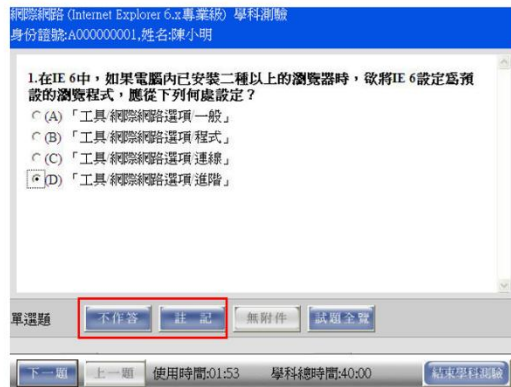 網際網路 (Internet Explorer 6.x專業級) 學科測驗
身份證號:A000000001,姓名:陳小明
1.在IE 6中，如果電腦內已安裝二種以上的瀏覽器時，欲將IE 6設定為預
設的瀏覽程式，應從下列何處設定？
(A) 「工具/網際網路選項/一般」
(B) 「工具/網際網路選項/程式」
(C) 「工具/網際網路選項/連線」
(D) 「工具/網際網路選項/進階」
單選題 不作答 註 記 無附件 試題全覽
下一題 上一題 使用時間:01:53 學科總時間:40:00 結束學科測驗